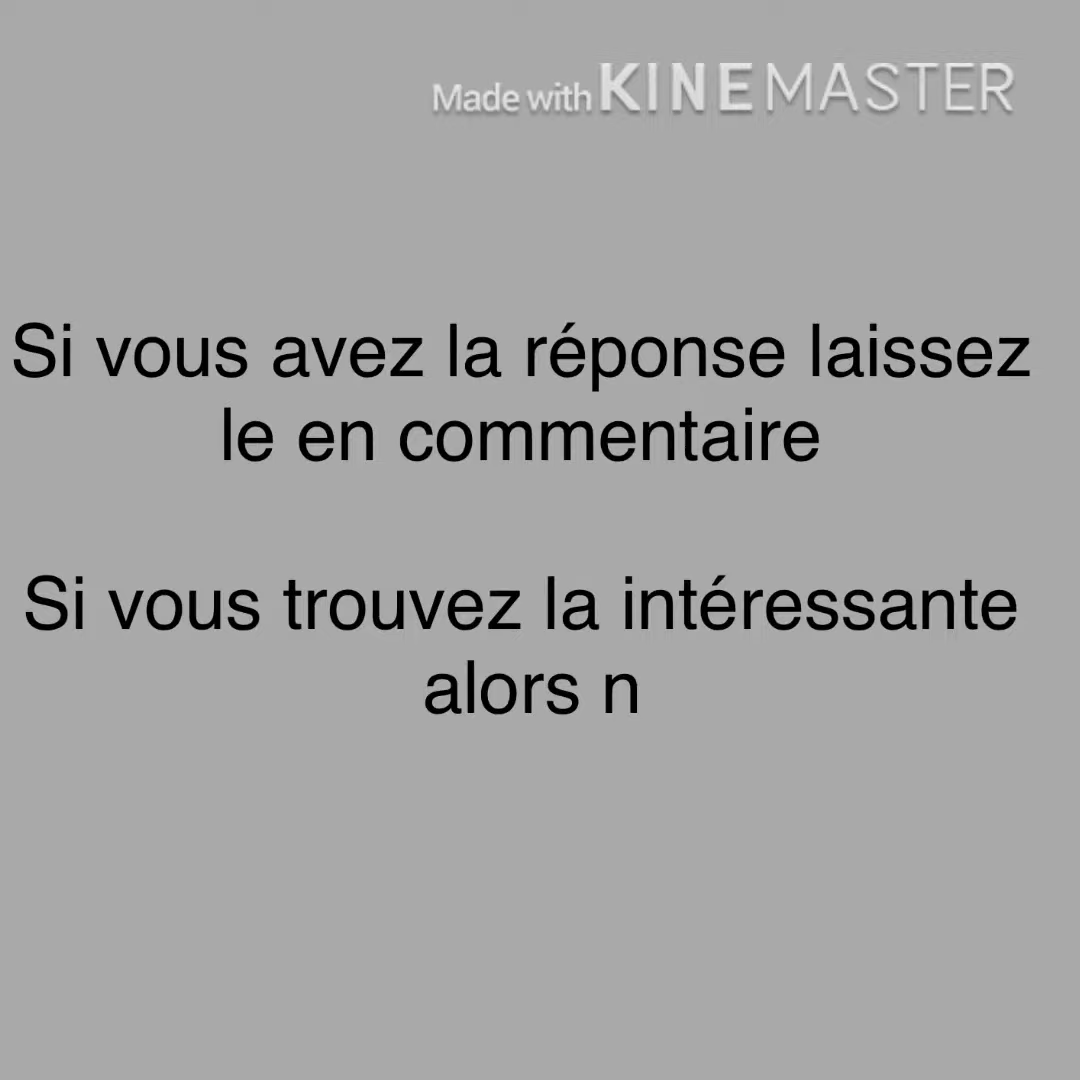 Made with KINEMASTER
Si vous avez la réponse laissez
le en commentaire
Si vous trouvez la intéressante
alors n